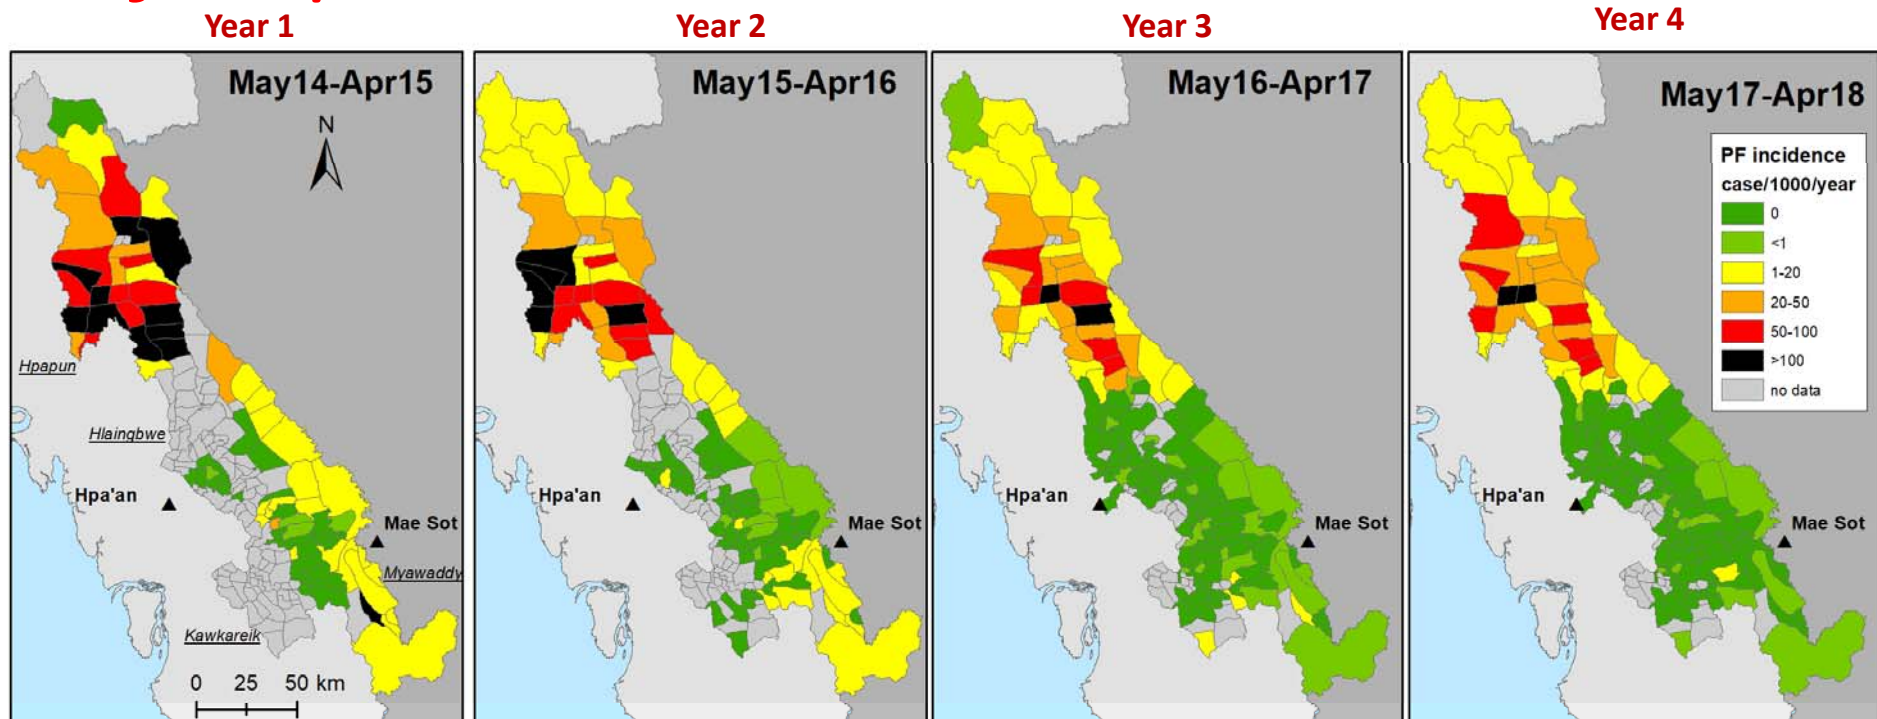 Year 1
Year 2
Year 3
Year 4
May14-Apr15
N
Hpapun
Hlaingbwe
Hpa'an
Mae Sot
Myawaddy
Kawkareik
0 25 50 km
May15-Apr16
Hpa'an
Mae Sot
May16-Apr17
Hpa'an
Mae Sot
May17-Apr18
PF incidence
case/1000/year
0
<1
1-20
20-50
50-100
>100
no data
Hpa'an
Mae Sot